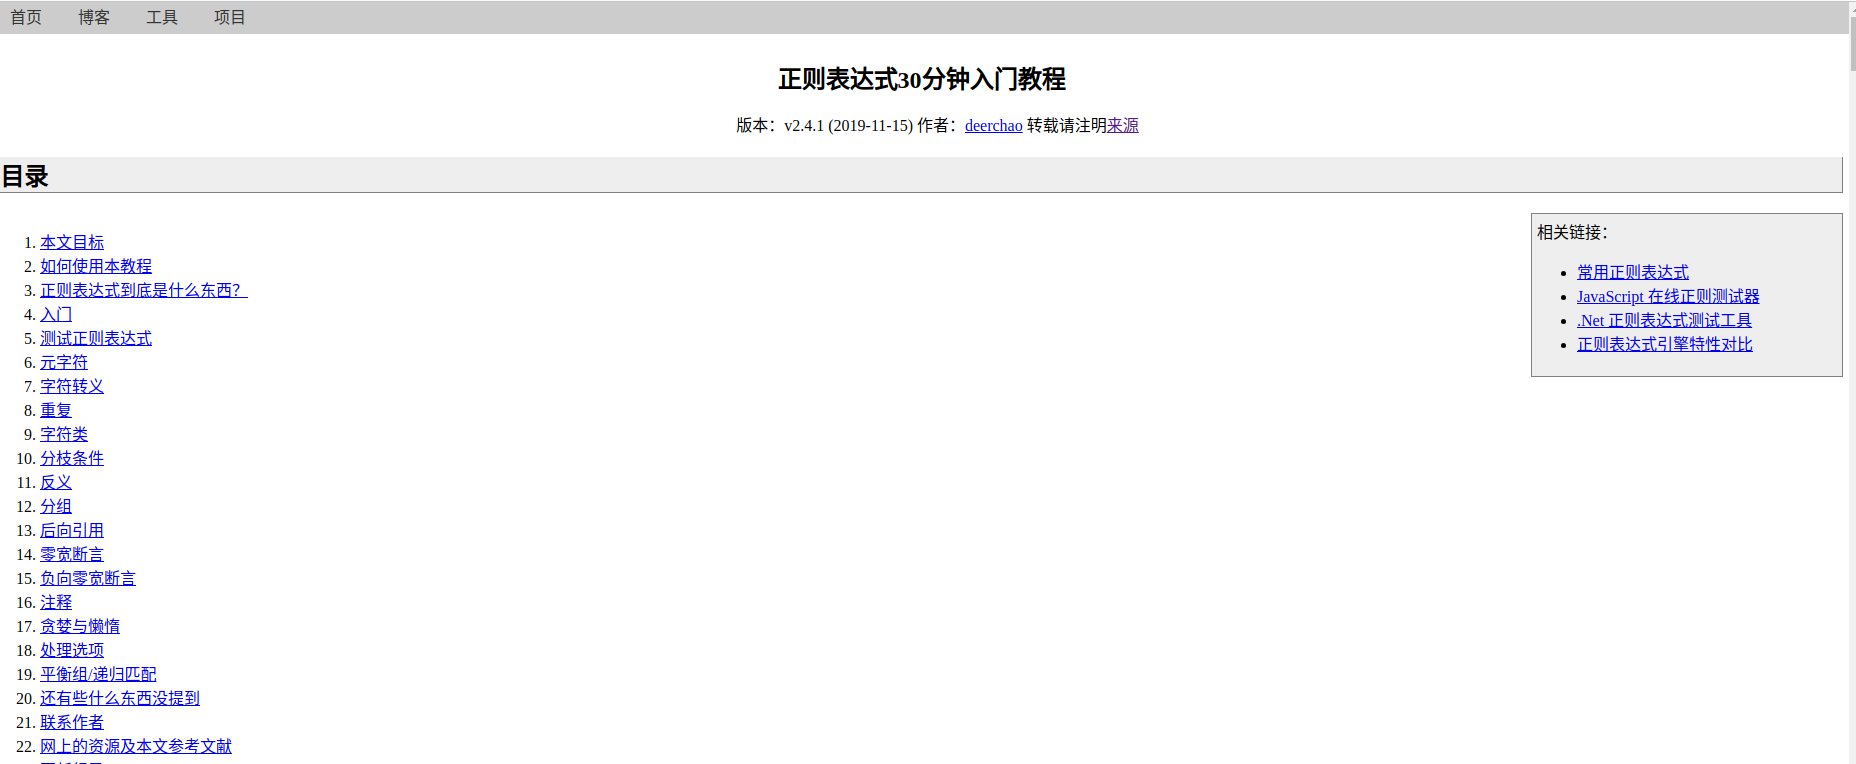 首页 博客 工具 项目
正则表达式30分钟入门教程
版本：v2.4.1 (2019-11-15) 作者：deerchao 转载请注明来源
目录
1. 本文目标
2. 如何使用本教程
3. 正则表达式到底是什么东西？
4. 入门
5. 测试正则表达式
6. 元字符
7. 字符转义
8. 重复
9. 字符类
10. 分枝条件
11. 反义
12. 分组
13. 后向引用
14. 零宽断言
15. 负向零宽断言
16. 注释
17. 贪婪与懒惰
18. 处理选项
19. 平衡组/递归匹配
20. 还有些什么东西没提到
21. 联系作者
22. 网上的资源及本文参考文献
相关链接：
• 常用正则表达式
• JavaScript 在线正则测试器
• .Net 正则表达式测试工具
• 正则表达式引擎特性对比